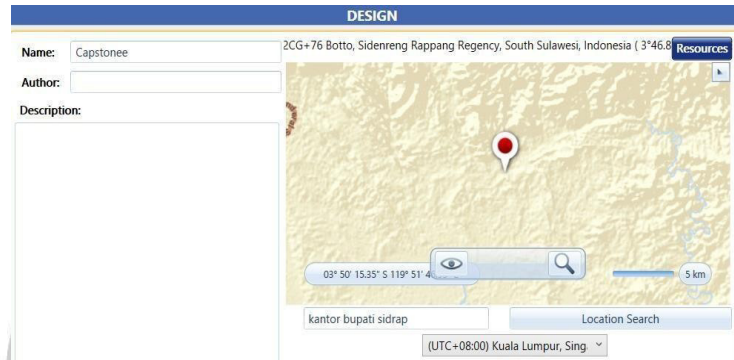 DESIGN
Name: Capstonee
2CG+76 Botto, Sidenreng Rappang Regency, South Sulawesi, Indonesia ( 3°46.8
Resources
Author:
Description:
03° 50' 15.35" S 119° 51' 4
5 km
kantor bupati sidrap
Location Search
(UTC+08:00) Kuala Lumpur, Sing